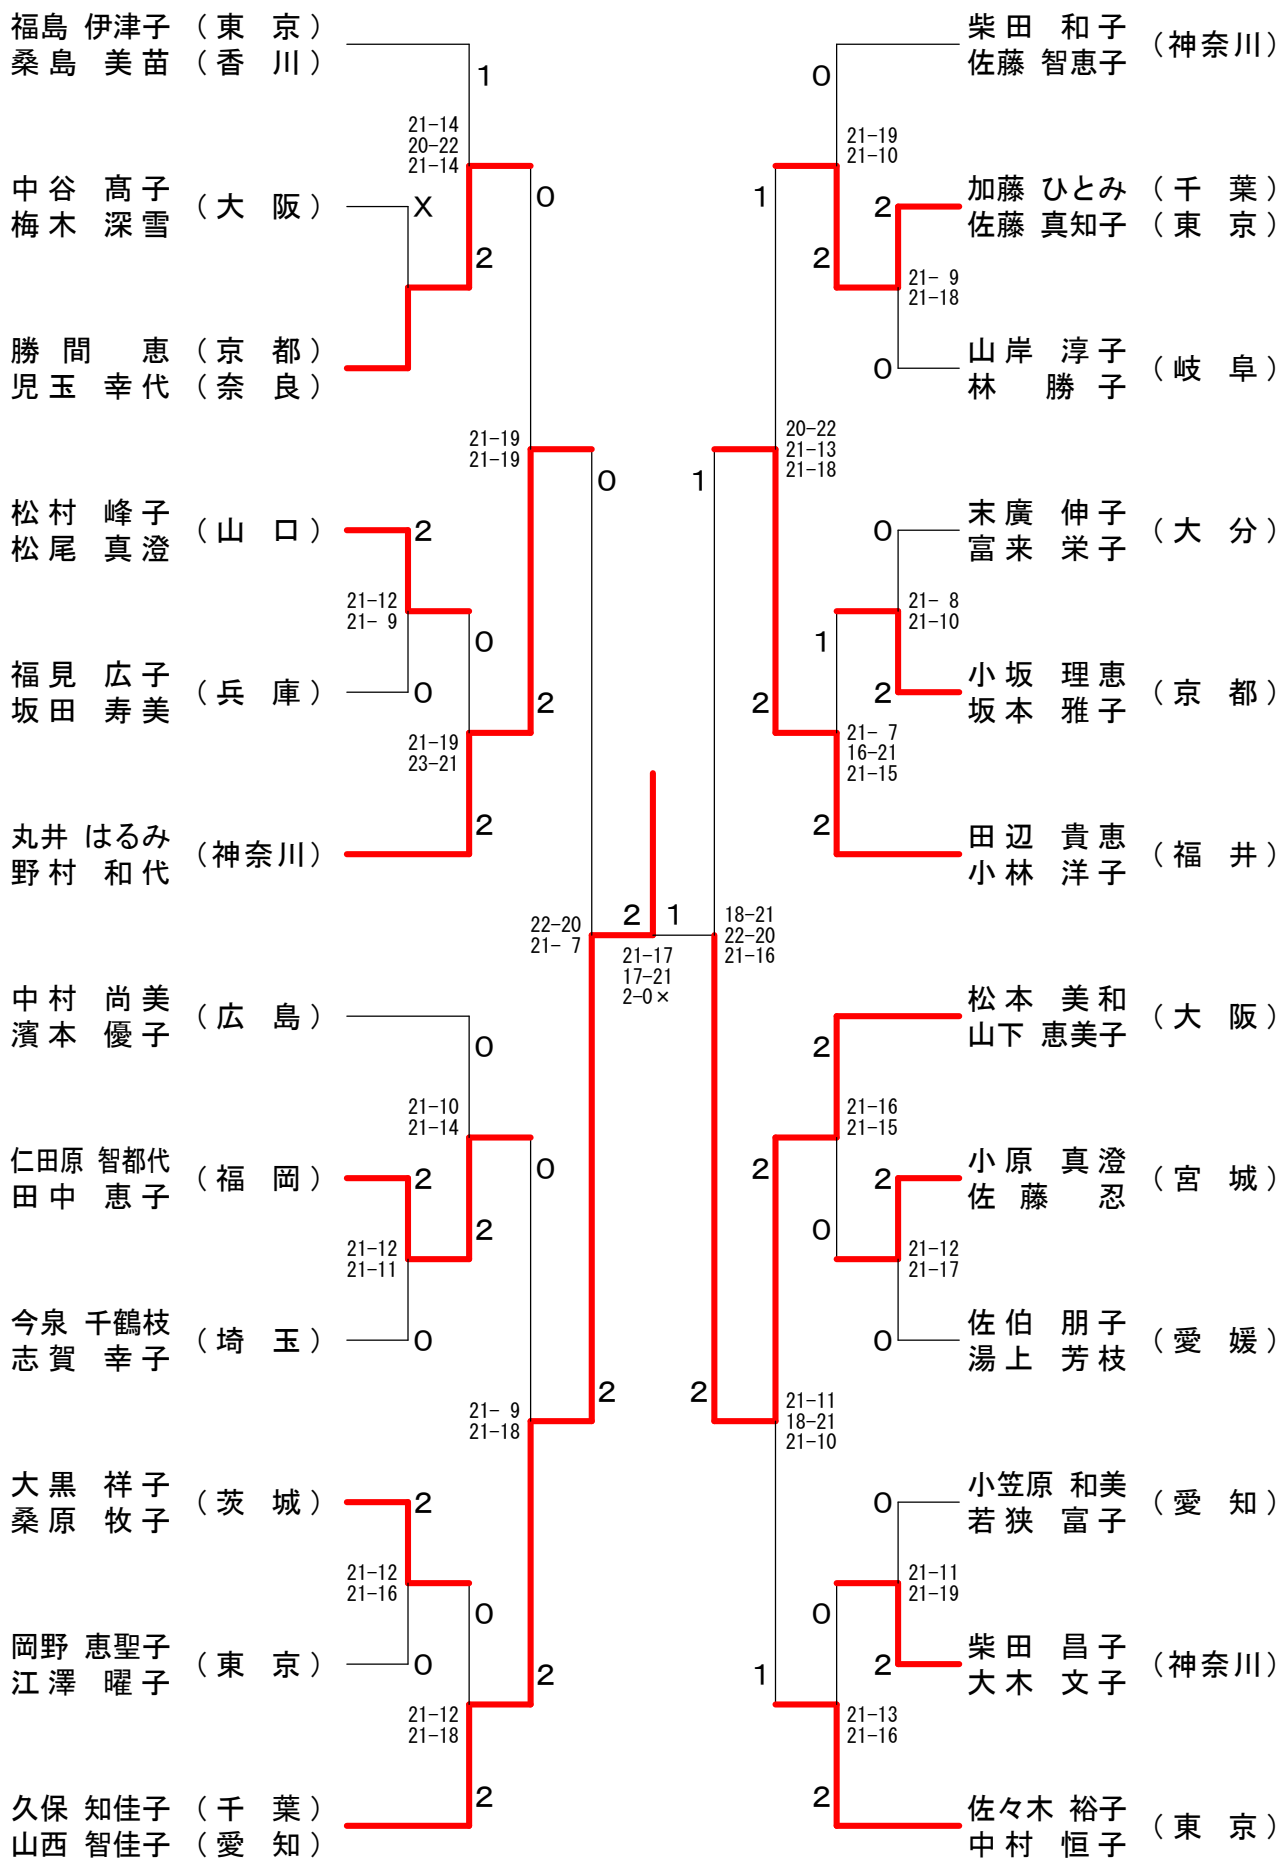 福島 伊津子 （ 東 京 ）
桑島 美苗 （ 香 川 ）
1
21-14
20-22
21-14
中谷 髙子
梅木 深雪
（ 大 阪 ）
X
0
2
勝間 恵 （ 京 都 ）
児玉 幸代 （ 奈 良 ）
21-19
21-19
0
松村 峰子
松尾 真澄
（ 山 口 ）
2
21-12
21- 9
0
福見 広子
坂田 寿美
（ 兵 庫 ）
0
2
21-19
23-21
丸井 はるみ
野村 和代
（神奈川）
2
22-20
21- 7
2
1
21-17
17-21
2-0×
中村 尚美
濱本 優子
（ 広 島 ）
0
21-10
21-14
仁田原 智都代
田中 恵子
（ 福 岡 ）
2
0
2
21-12
21-11
今泉 千鶴枝
志賀 幸子
（ 埼 玉 ）
0
2
21- 9
21-18
大黒 祥子
桑原 牧子
（ 茨 城 ）
2
21-12
21-16
0
岡野 恵聖子
江澤 曜子
（ 東 京 ）
0
2
21-12
21-18
久保 知佳子 （ 千 葉 ）
山西 智佳子 （ 愛 知 ）
2
柴田 和子
佐藤 智恵子
（神奈川）
0
21-19
21-10
加藤 ひとみ （ 千 葉 ）
佐藤 真知子 （ 東 京 ）
2
1
2
21- 9
21-18
山岸 淳子
林 勝子
（ 岐 阜 ）
0
20-22
21-13
21-18
1
末廣 伸子
富来 栄子
（ 大 分 ）
0
21- 8
21-10
1
小坂 理恵
坂本 雅子
（ 京 都 ）
2
2
21- 7
16-21
21-15
田辺 貴恵
小林 洋子
（ 福 井 ）
2
18-21
22-20
21-16
松本 美和
山下 恵美子
（ 大 阪 ）
2
21-16
21-15
小原 真澄
佐藤 忍
（ 宮 城 ）
2
2
0
21-12
21-17
佐伯 朋子
湯上 芳枝
（ 愛 媛 ）
0
2
21-11
18-21
21-10
小笠原 和美
若狭 富子
（ 愛 知 ）
0
21-11
21-19
0
柴田 昌子
大木 文子
（神奈川）
2
1
21-13
21-16
佐々木 裕子
中村 恒子
（ 東 京 ）
2